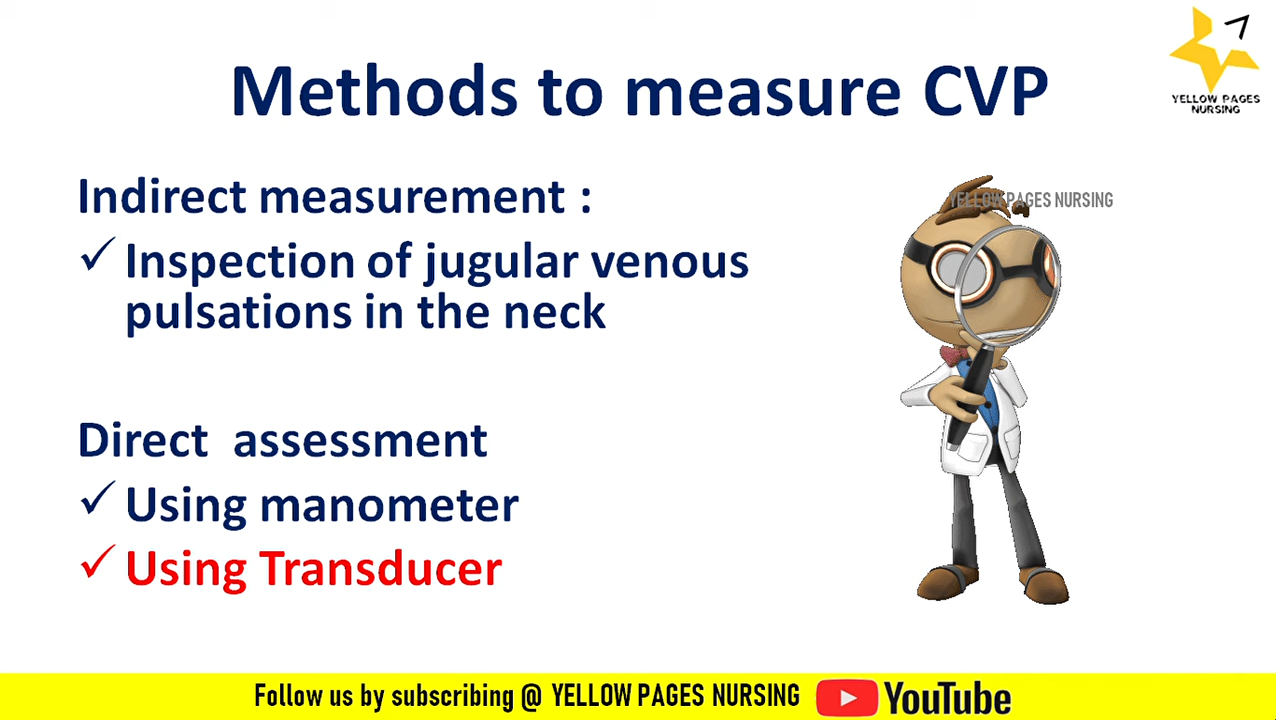 YELLOW PAGES
NURSING
Methods to measure CVP
Indirect measurement :
✓ Inspection of jugular venous
pulsations in the neck
YELLOW PAGES NURSING
Direct assessment
✓ Using manometer
✓ Using Transducer
Follow us by subscribing @ YELLOW PAGES NURSING YouTube